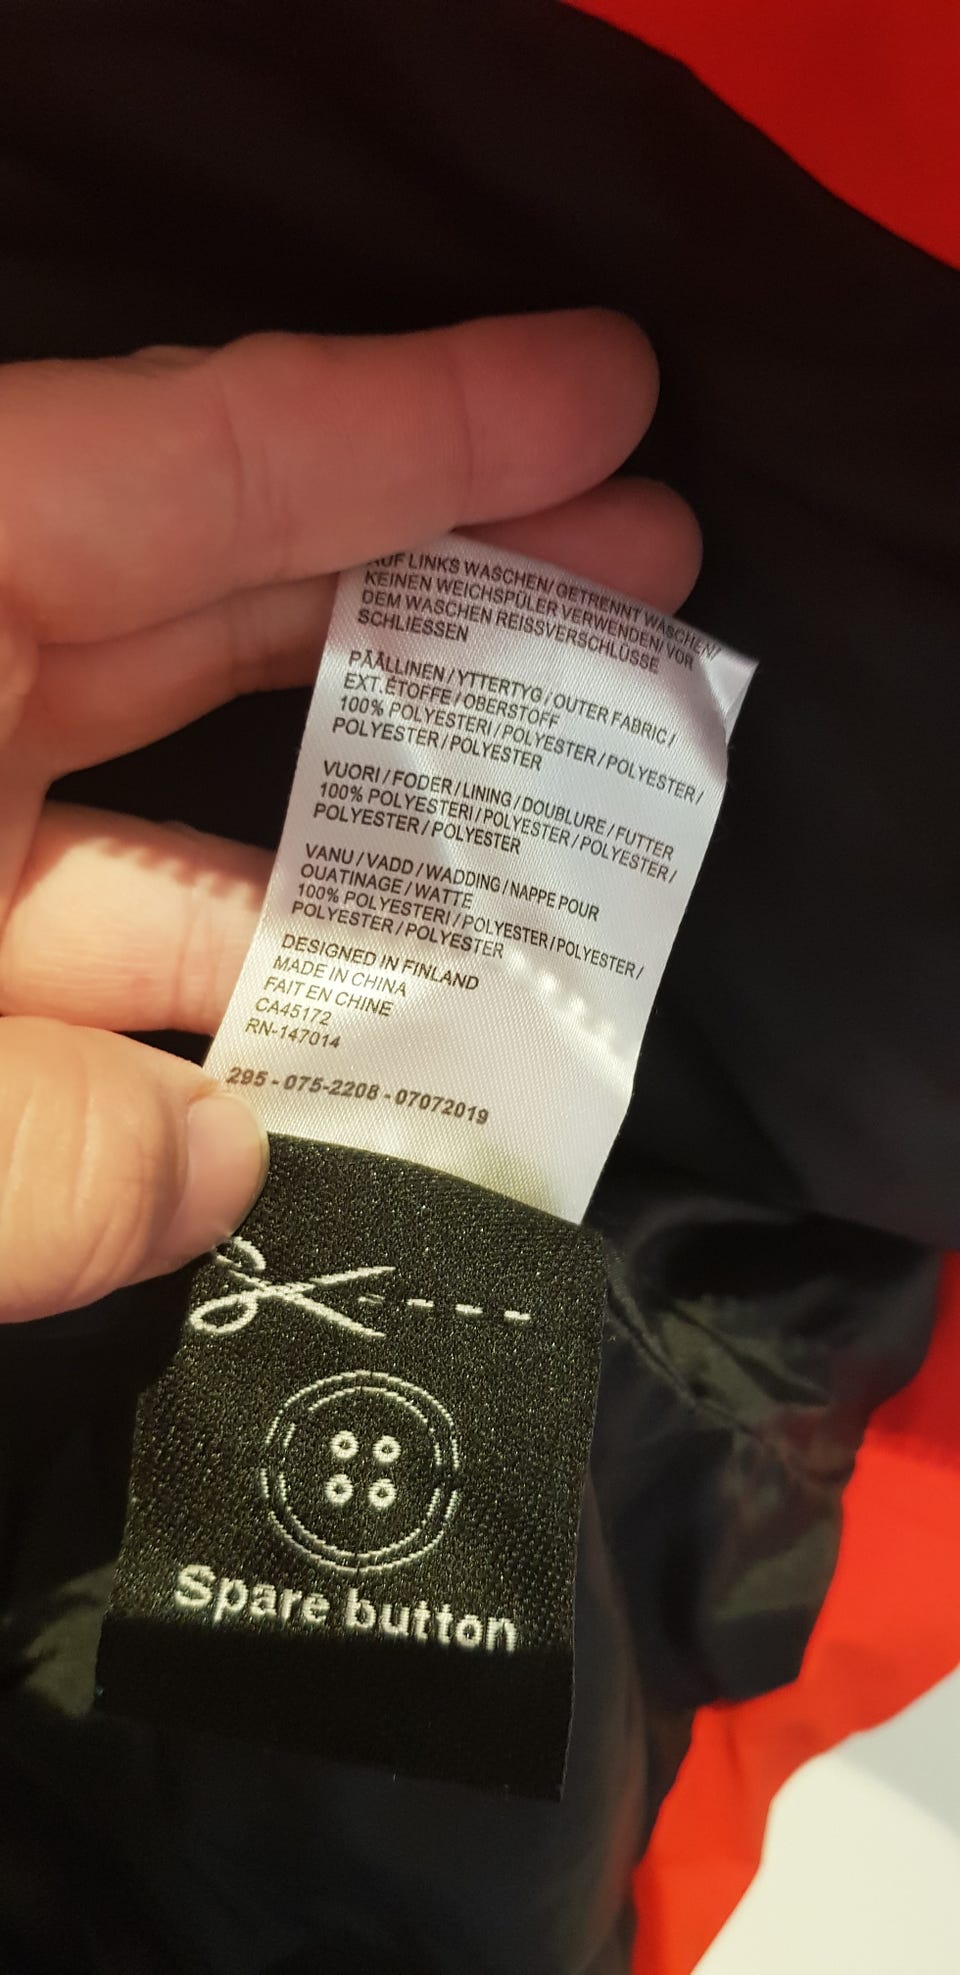 AUF LINKS WASCHEN/ GETRENNT WASCHEN/
KEINEN WEICHSPÜLER VERWENDEN/ VOR
DEM WASCHEN REISSVERSCHLÜSSE
SCHLIESSEN
PÄÄLLINEN / YTTERTYG / OUTER FABRIC /
EXT.ÉTOFFE / OBERSTOFF
100% POLYESTERI / POLYESTER / POLYESTER /
POLYESTER / POLYESTER
VUORI / FODER / LINING / DOUBLURE / FUTTER
100% POLYESTERI / POLYESTER / POLYESTER /
POLYESTER / POLYESTER
VANU / VADD / WADDING / NAPPE POUR
OUATINAGE / WATTE
100% POLYESTERI / POLYESTER / POLYESTER /
POLYESTER / POLYESTER
DESIGNED IN FINLAND
MADE IN CHINA
FAIT EN CHINE
CA45172
RN-147014
295 - 075-2208 - 07072019
Spare button